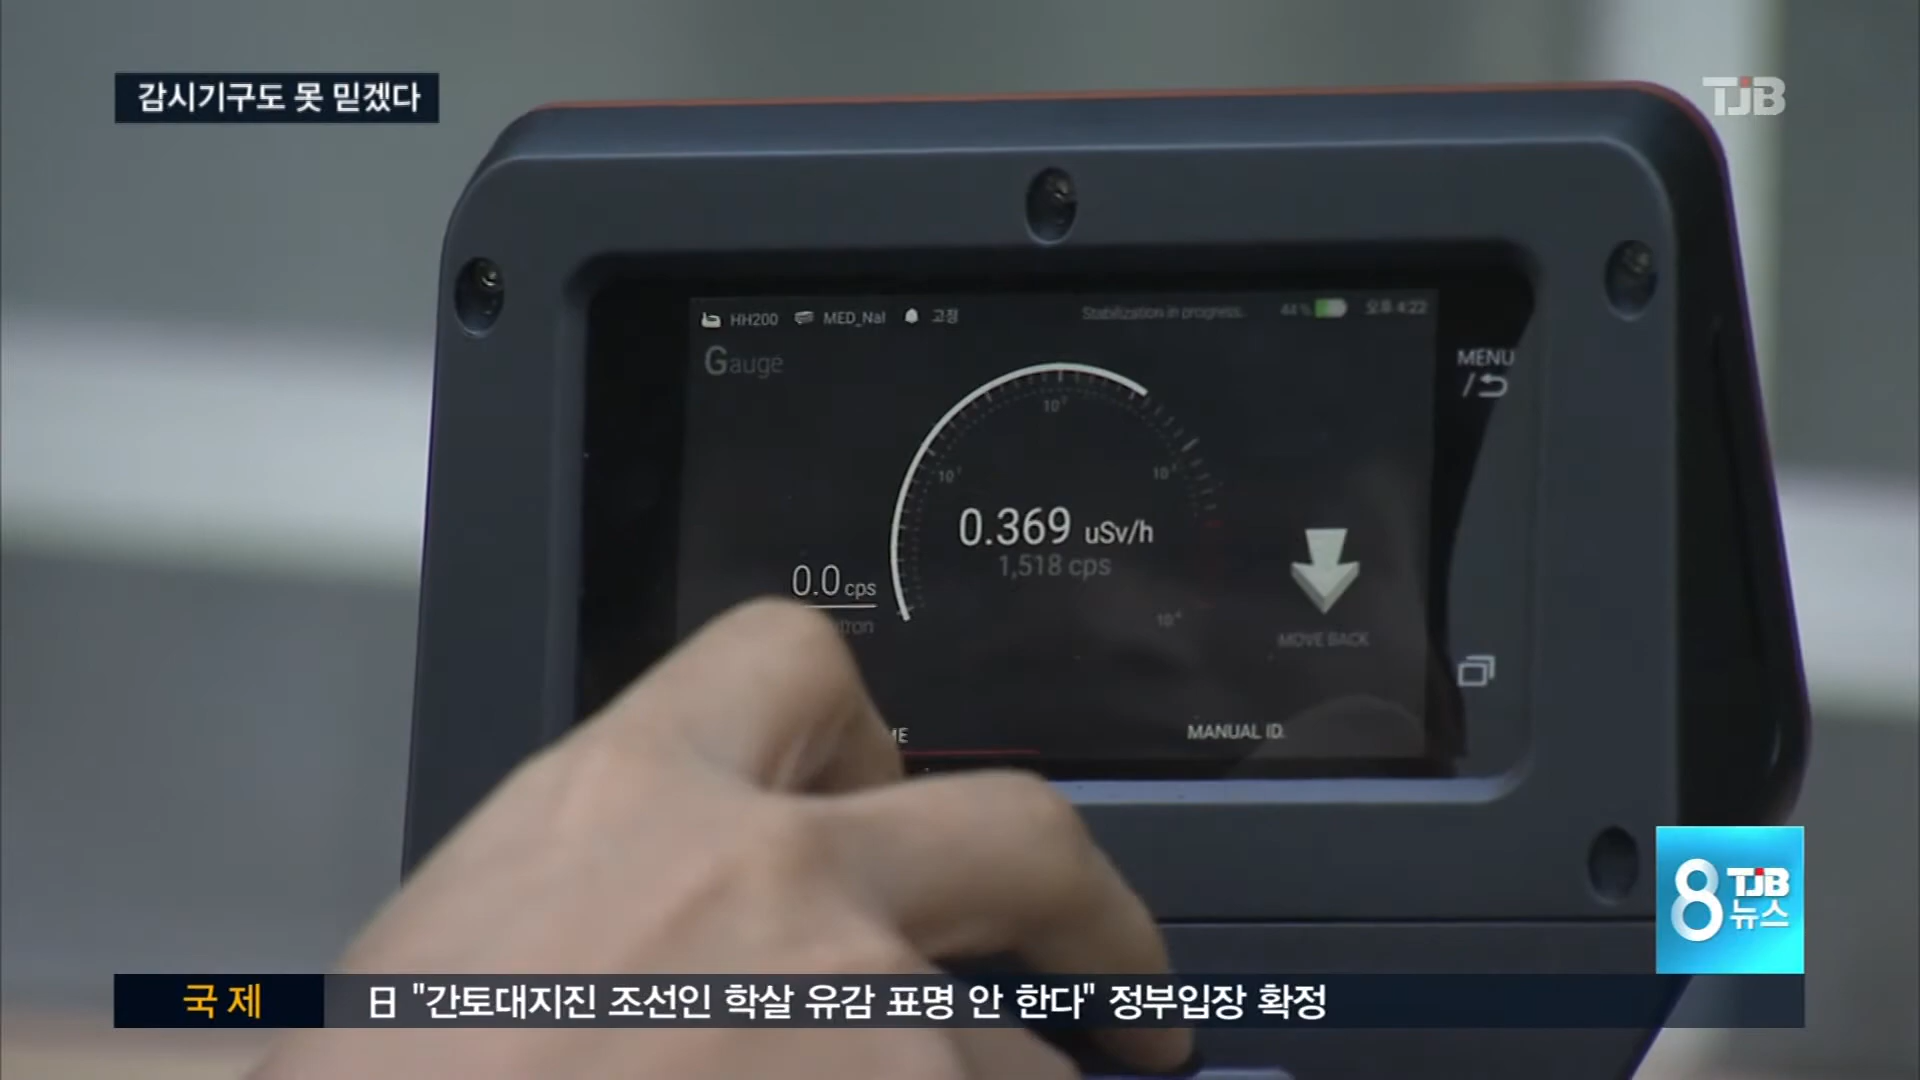 감시기구도 못 믿겠다
TJB
HH200 MED_NaI 고정 Stabilization in progress. 44% 오후 4:22
Gauge
MENU
10²
10¹
0.369 uSv/h
1,518 cps
0.0 cps
10⁴
MOVE BACK
MANUAL ID.
8 TJB 뉴스
국제
日 "간토대지진 조선인 학살 유감 표명 안 한다" 정부입장 확정